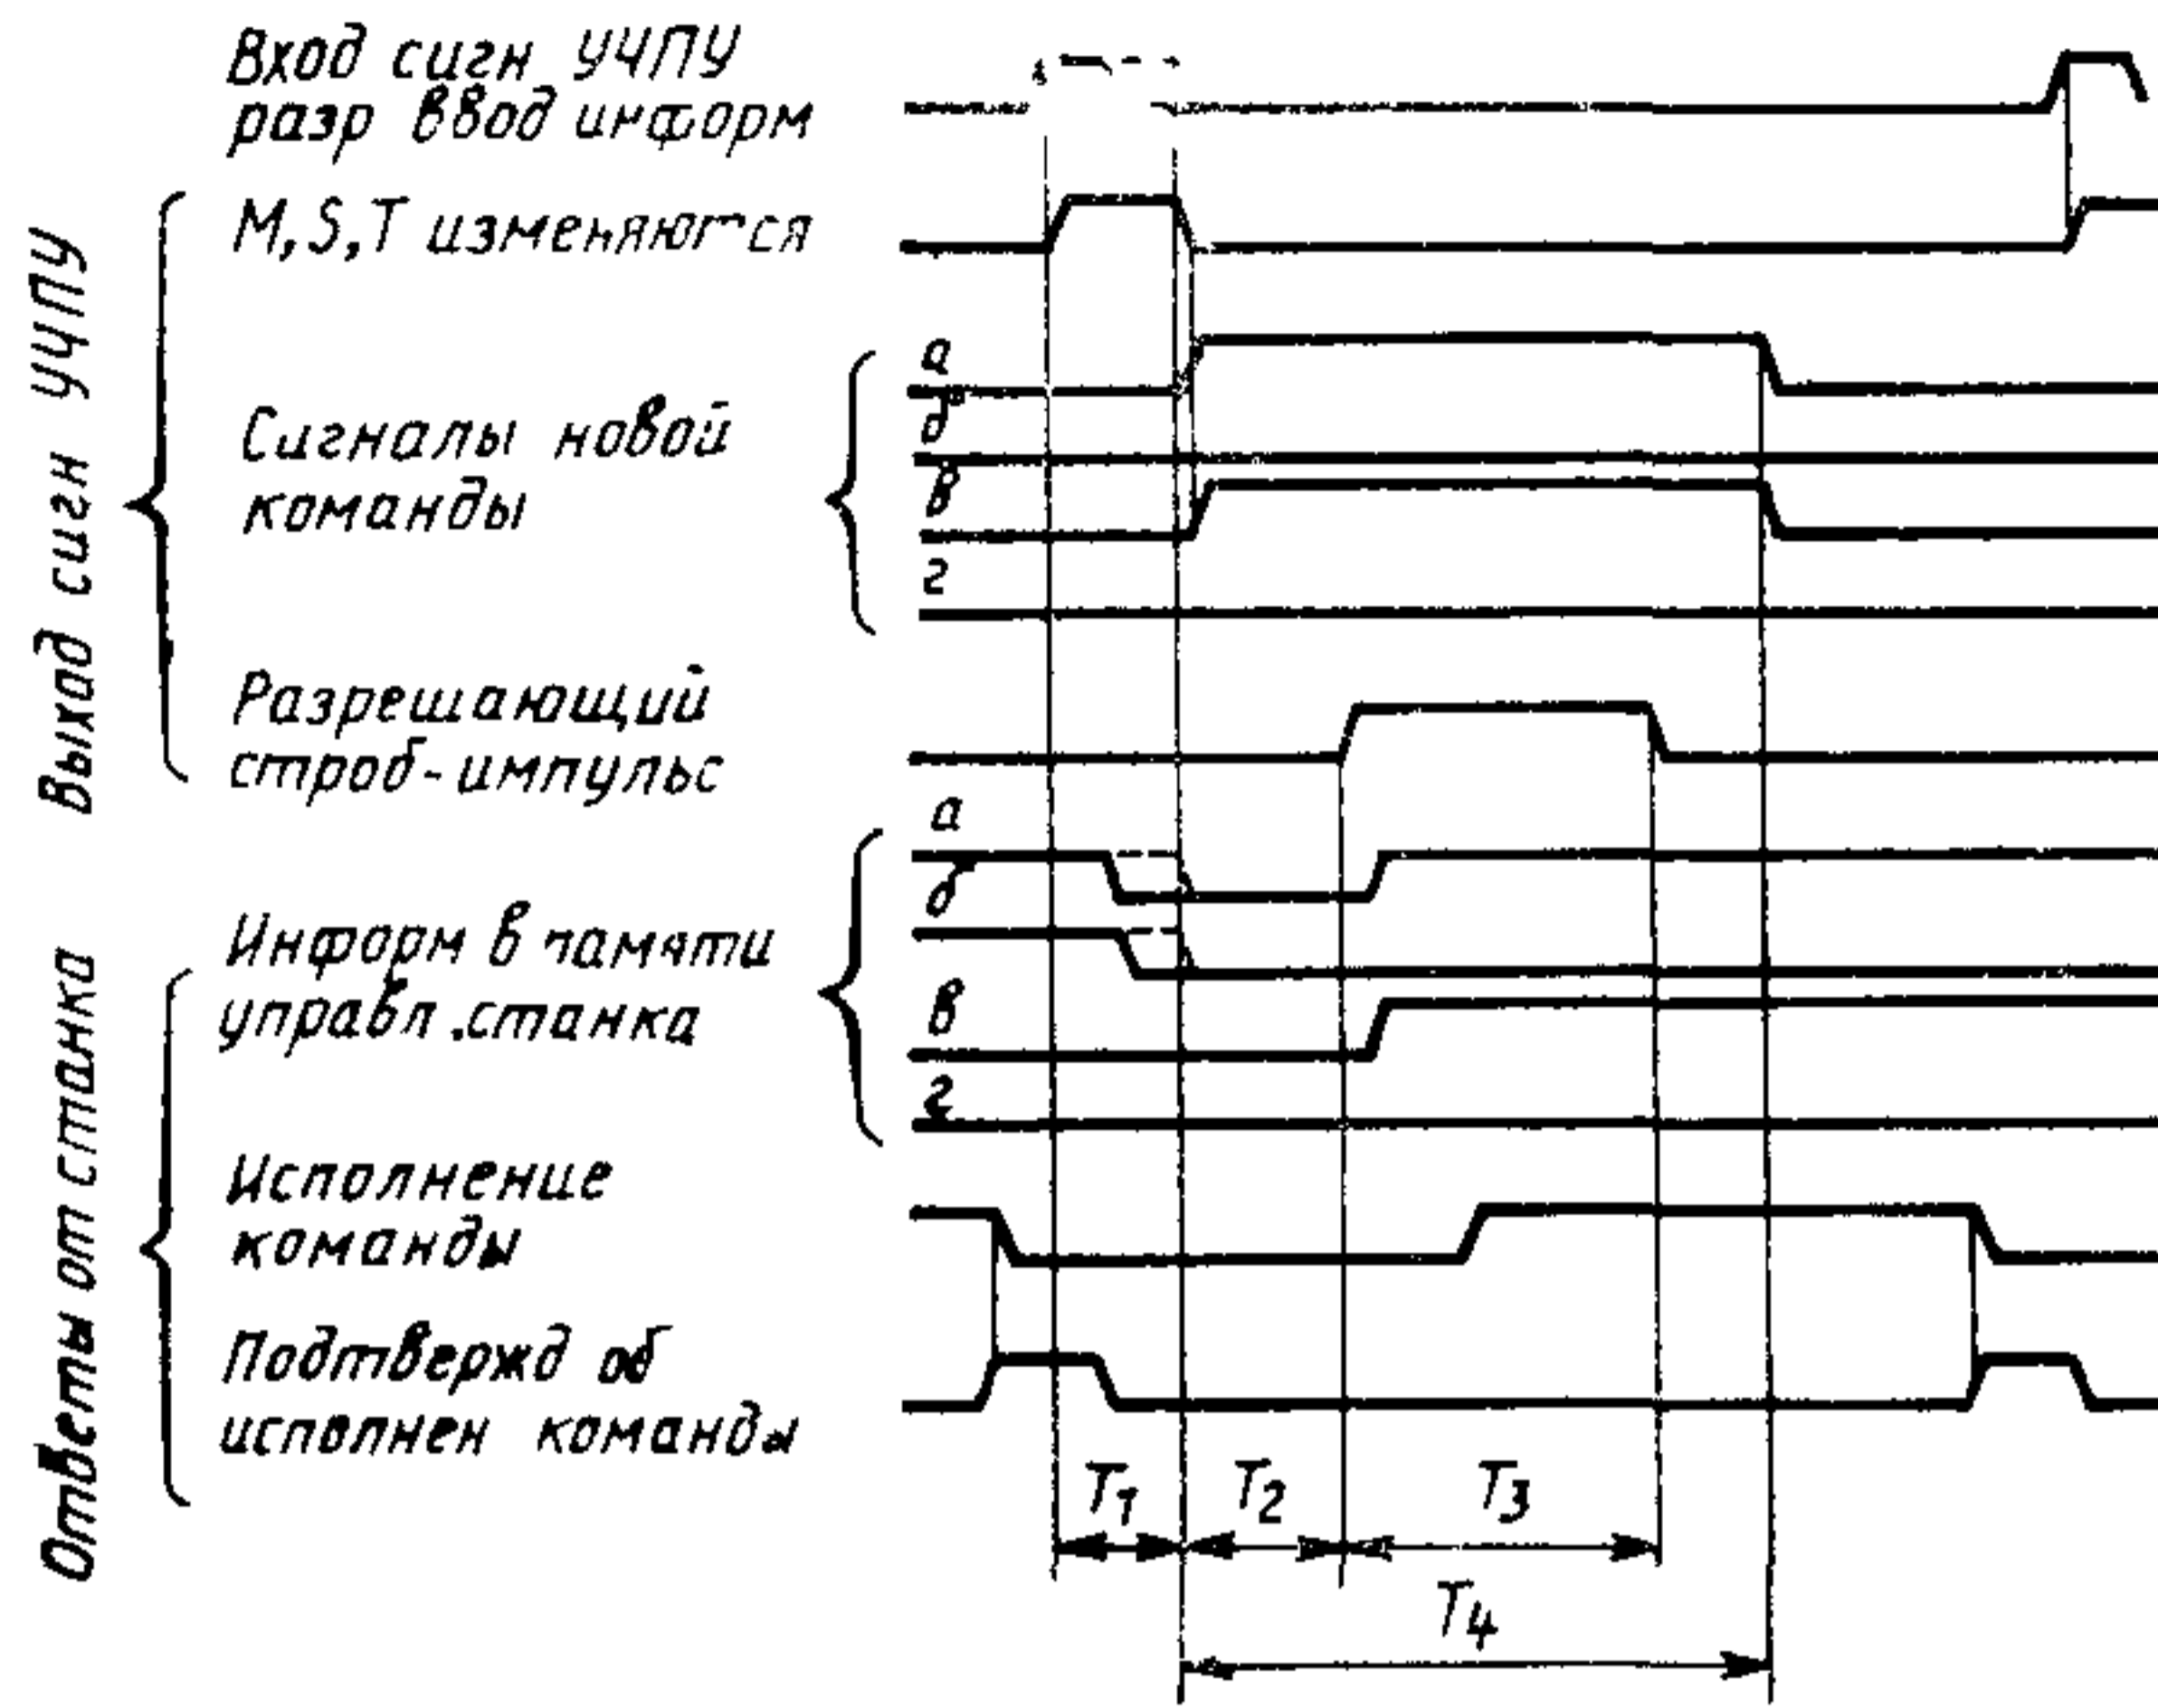 Вход сигн УЧПУ
разр ввод информ
Выход сигн УЧПУ
M,S,T изменяются
Сигналы новой
команды
а
б
в
г
Разрешающий
строб-импульс
Ответы от станка
Информ в памяти
управл.станка
а
б
в
г
Исполнение
команды
Подтвержд об
исполнен команды
T1
T2
T3
T4